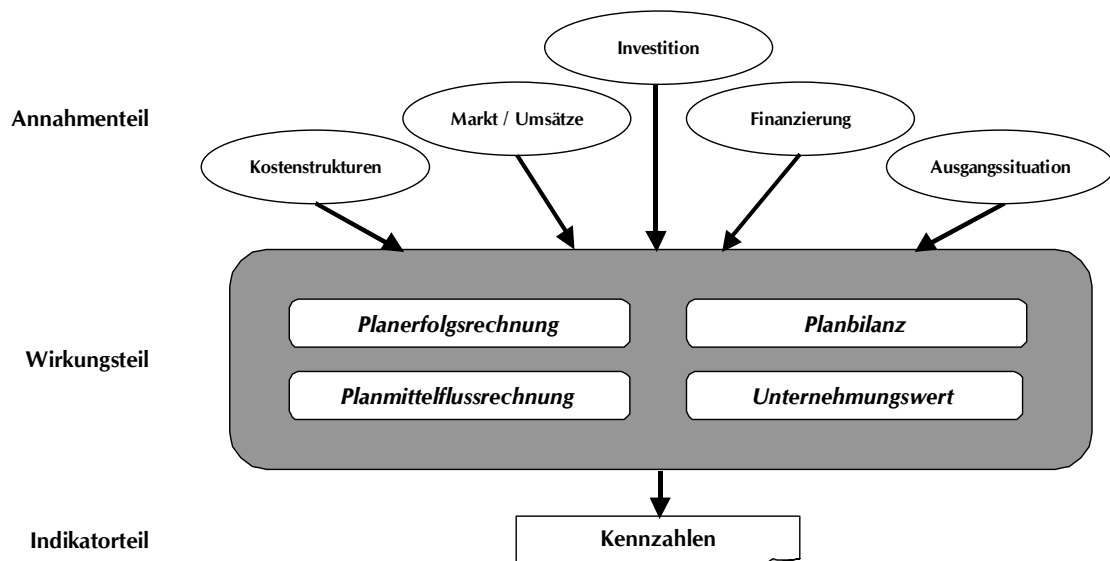 Investition
Annahmenteil
Markt / Umsätze
Finanzierung
Kostenstrukturen
Ausgangssituation
Planerfolgsrechnung
Planbilanz
Wirkungsteil
Planmittelflussrechnung
Unternehmungswert
Indikatorteil
Kennzahlen